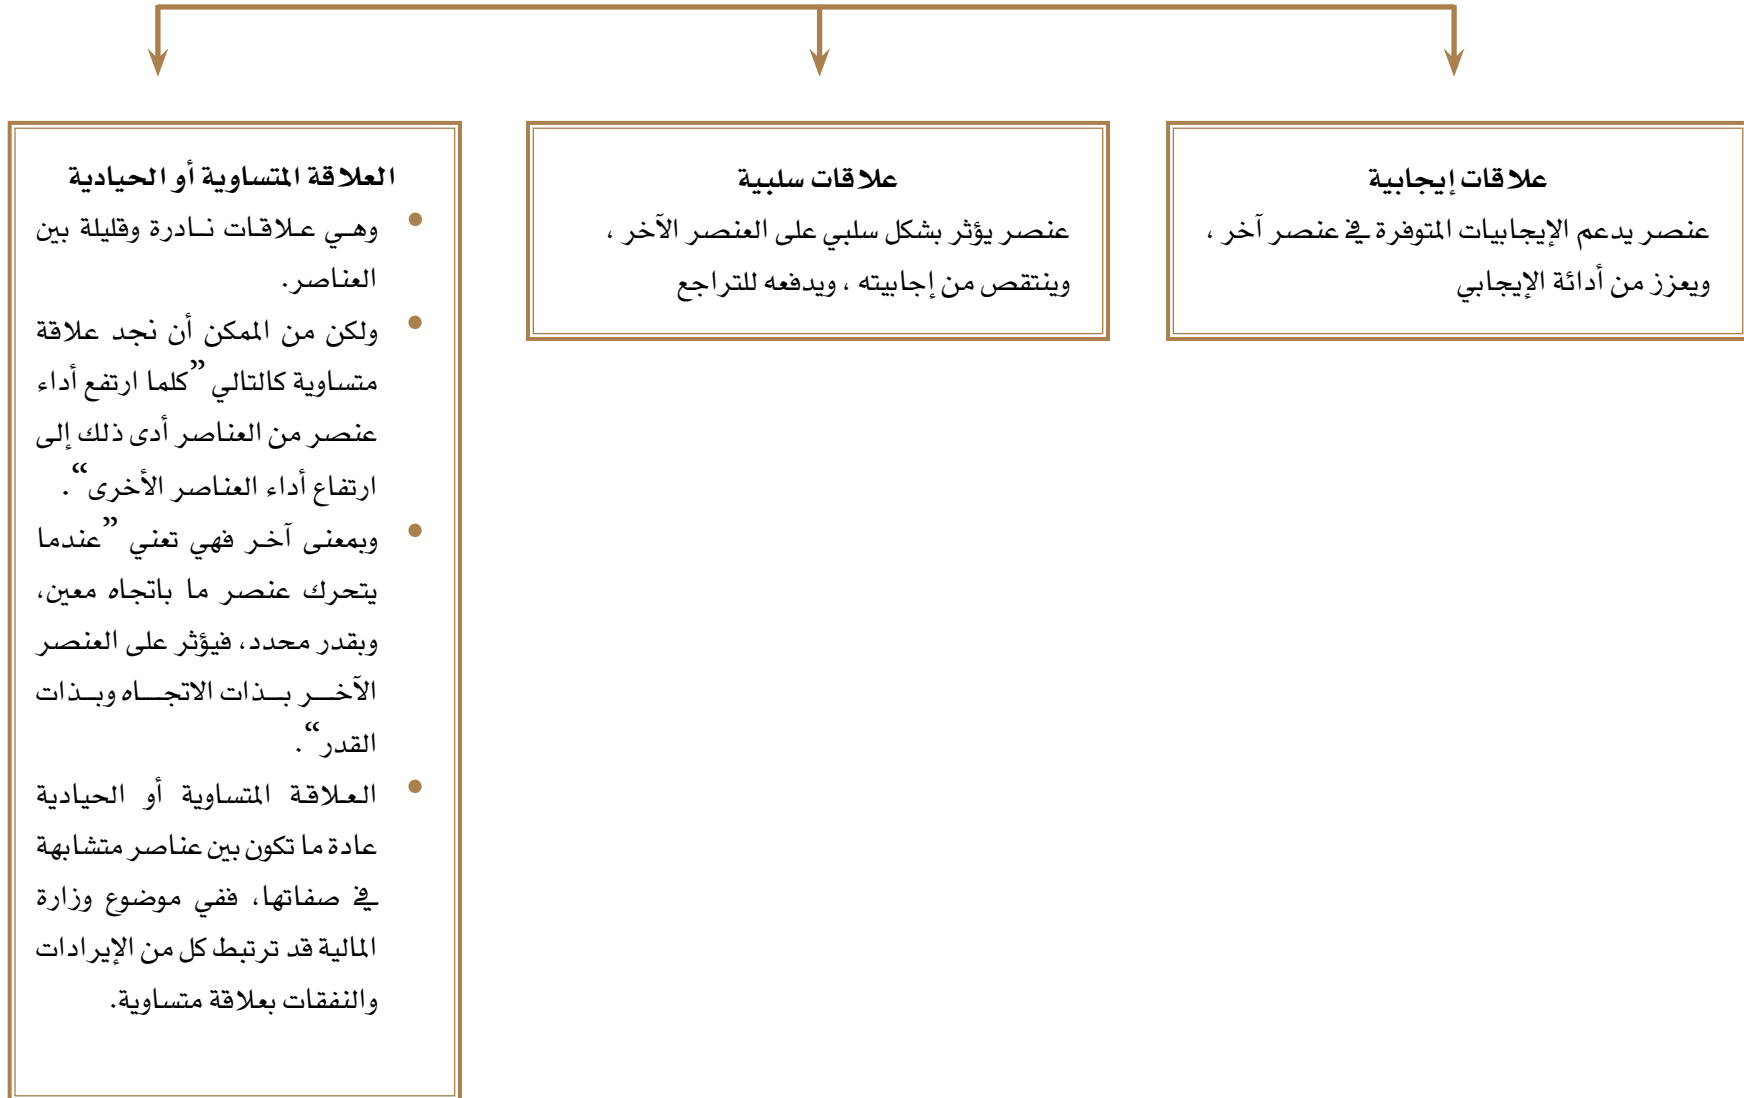 علاقات إيجابية
عنصر يدعم الإيجابيات المتوفرة في عنصر آخر ،
ويعزز من أدائة الإيجابي
علاقات سلبية
عنصر يؤثر بشكل سلبي على العنصر الآخر ،
وينتقص من إجابيته ، ويدفعه للتراجع
العلاقة المتساوية أو الحيادية
• وهي علاقات نادرة وقليلة بين
العناصر.
• ولكن من الممكن أن نجد علاقة
متساوية كالتالي ”كلما ارتفع أداء
عنصر من العناصر أدى ذلك إلى
ارتفاع أداء العناصر الأخرى“.
• وبمعنى آخر فهي تعني ”عندما
يتحرك عنصر ما باتجاه معين،
وبقدر محدد، فيؤثر على العنصر
الآخر بذات الاتجاه وبذات
القدر“.
• العلاقة المتساوية أو الحيادية
عادة ما تكون بين عناصر متشابهة
في صفاتها، ففي موضوع وزارة
المالية قد ترتبط كل من الإيرادات
والنفقات بعلاقة متساوية.